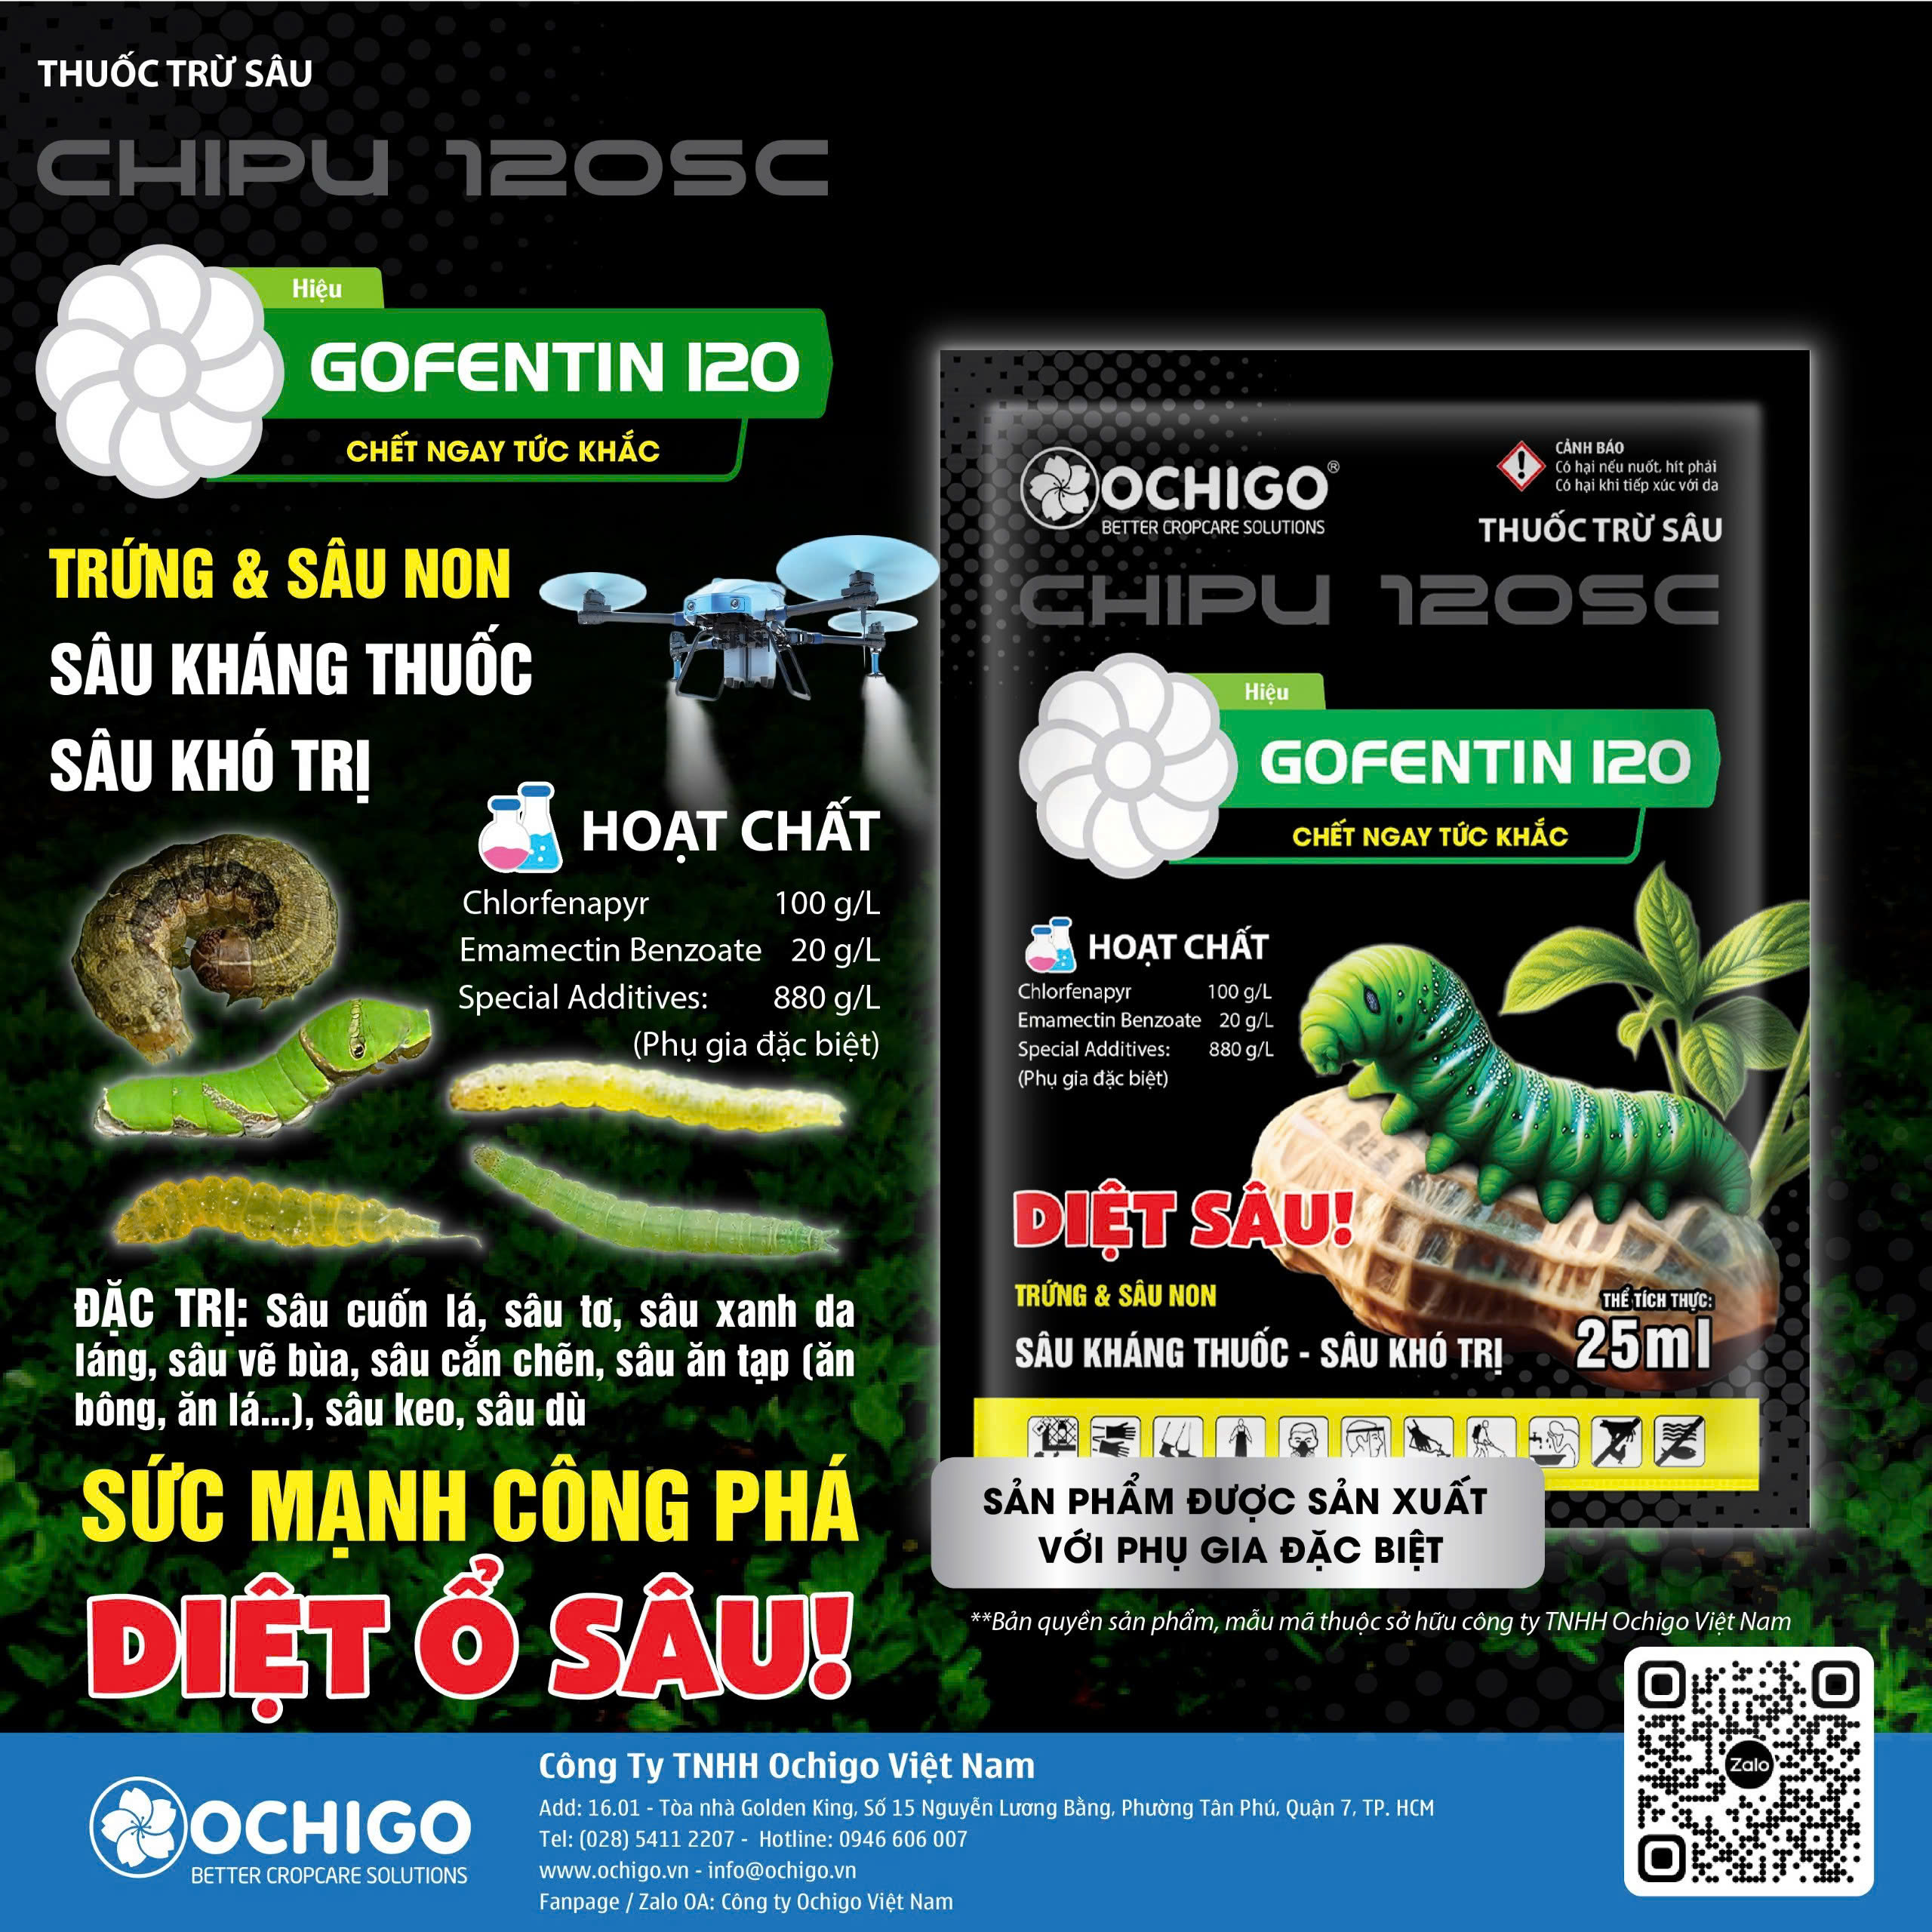 THUỐC TRỪ SÂU
CHIPU 120SC
Hiệu
GOFENTIN 120
CHẾT NGAY TỨC KHẮC
TRỨNG & SÂU NON
SÂU KHÁNG THUỐC
SÂU KHÓ TRỊ
HOẠT CHẤT
Chlorfenapyr 100 g/L
Emamectin Benzoate 20 g/L
Special Additives: 880 g/L
(Phụ gia đặc biệt)
ĐẶC TRỊ: Sâu cuốn lá, sâu tơ, sâu xanh da
láng, sâu vẽ bùa, sâu cắn chẽn, sâu ăn tạp (ăn
bông, ăn lá...), sâu keo, sâu dù
SỨC MẠNH CÔNG PHÁ
DIỆT Ổ SÂU!
OCHIGO®
BETTER CROPCARE SOLUTIONS
CẢNH BÁO
Có hại nếu nuốt, hít phải
Có hại khi tiếp xúc với da
THUỐC TRỪ SÂU
CHIPU 120SC
Hiệu
GOFENTIN 120
CHẾT NGAY TỨC KHẮC
HOẠT CHẤT
Chlorfenapyr 100 g/L
Emamectin Benzoate 20 g/L
Special Additives: 880 g/L
(Phụ gia đặc biệt)
DIỆT SÂU!
TRỨNG & SÂU NON
SÂU KHÁNG THUỐC - SÂU KHÓ TRỊ
THỂ TÍCH THỰC:
25ml
SẢN PHẨM ĐƯỢC SẢN XUẤT
VỚI PHỤ GIA ĐẶC BIỆT
**Bản quyền sản phẩm, mẫu mã thuộc sở hữu công ty TNHH Ochigo Việt Nam
OCHIGO
BETTER CROPCARE SOLUTIONS
Công Ty TNHH Ochigo Việt Nam
Add: 16.01 - Tòa nhà Golden King, Số 15 Nguyễn Lương Bằng, Phường Tân Phú, Quận 7, TP. HCM
Tel: (028) 5411 2207 - Hotline: 0946 606 007
www.ochigo.vn - info@ochigo.vn
Fanpage / Zalo OA: Công ty Ochigo Việt Nam
Zalo